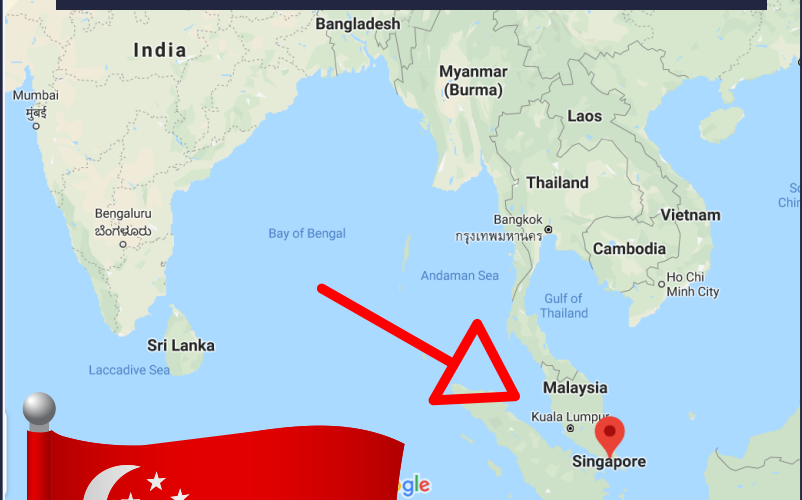 Bangladesh
India
Myanmar
(Burma)
Mumbai
मुंबई
Laos
Thailand
Bengaluru
ಬೆಂಗಳೂರು
Bangkok
กรุงเทพมหานคร
Vietnam
Bay of Bengal
Cambodia
Andaman Sea
Ho Chi
Minh City
Gulf of
Thailand
Sri Lanka
Laccadive Sea
Malaysia
Kuala Lumpur
Singapore
gle